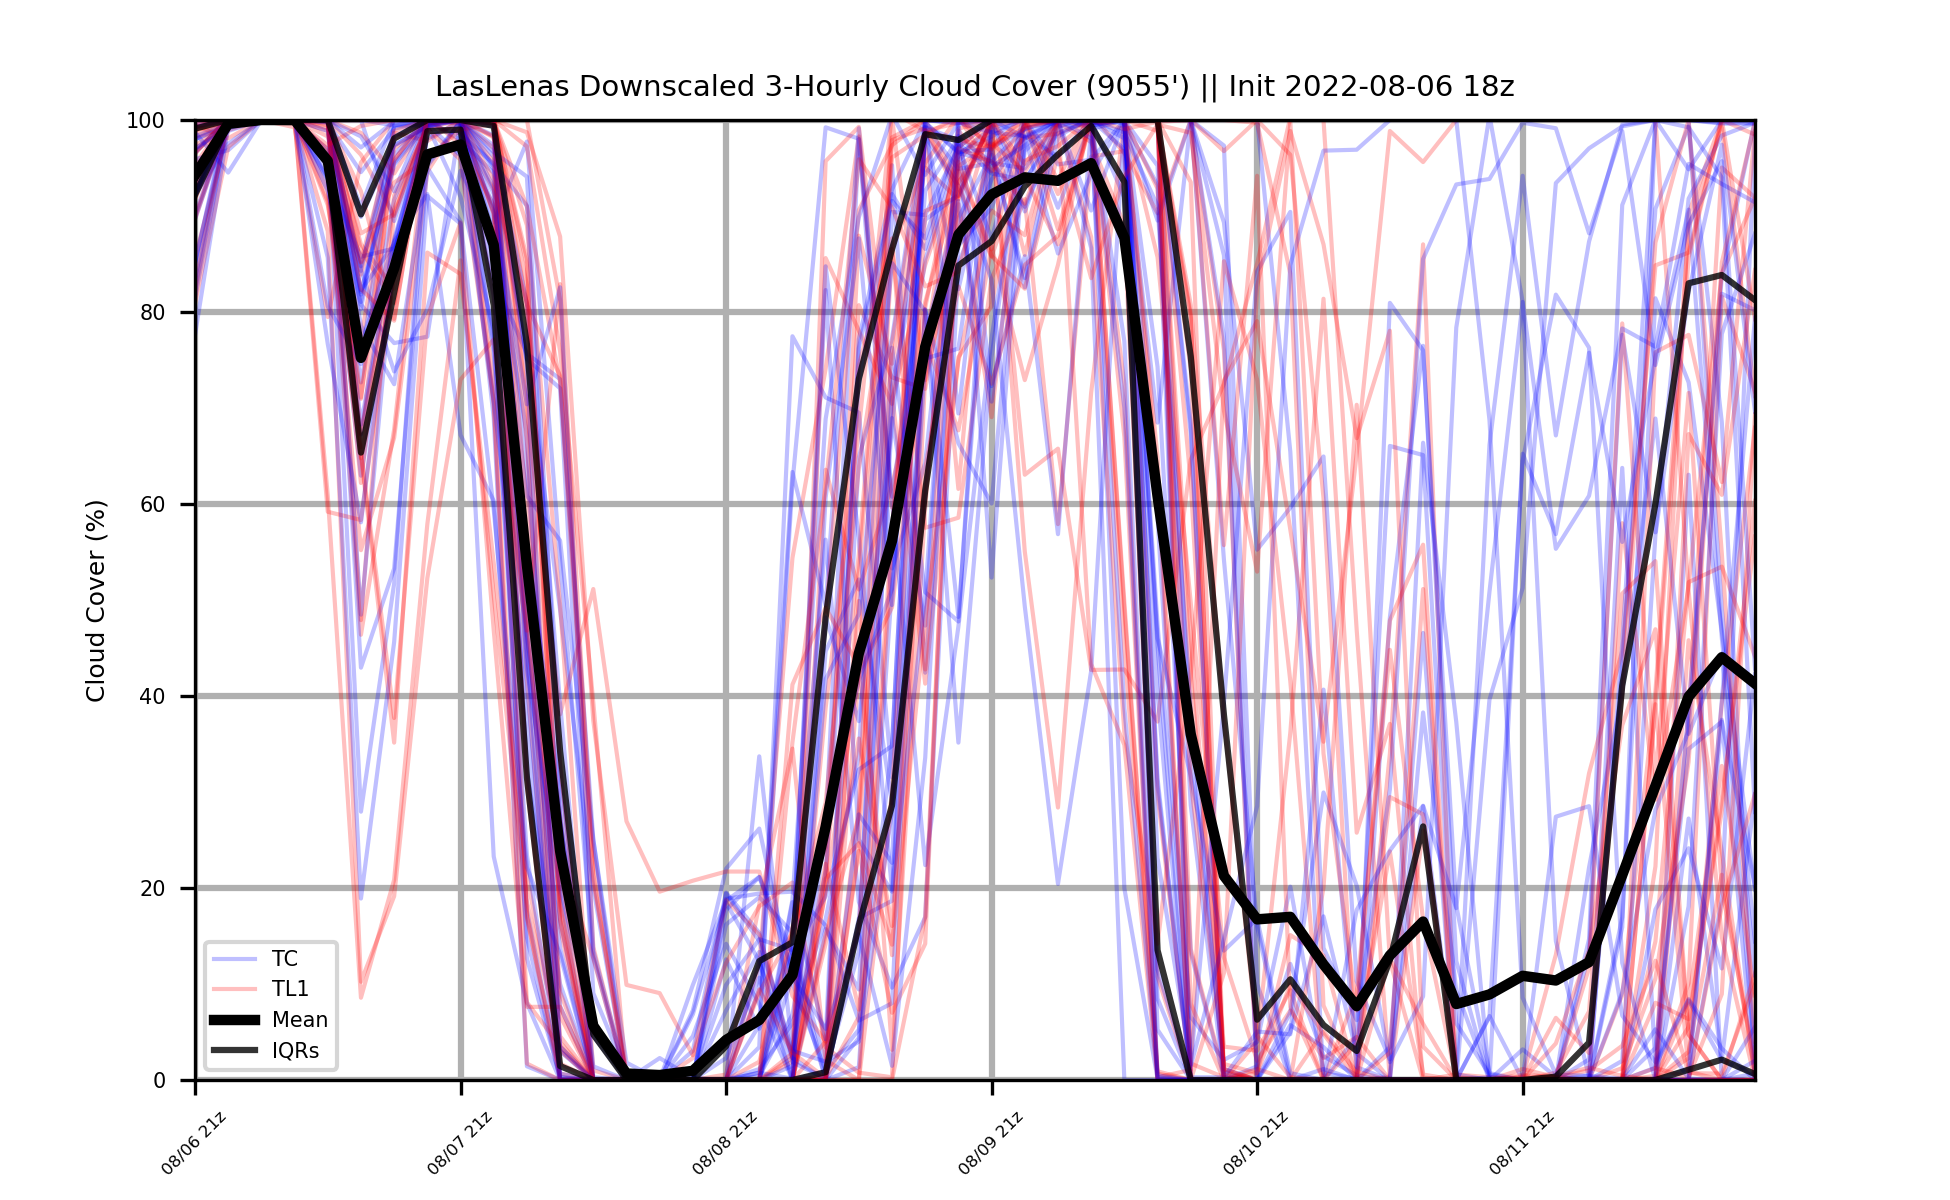 LasLenas Downscaled 3-Hourly Cloud Cover (9055') || Init 2022-08-06 18z
Cloud Cover (%)
100
80
60
40
20
0
TC
TL1
Mean
IQRs
08/06 21z
08/07 21z
08/08 21z
08/09 21z
08/10 21z
08/11 21z